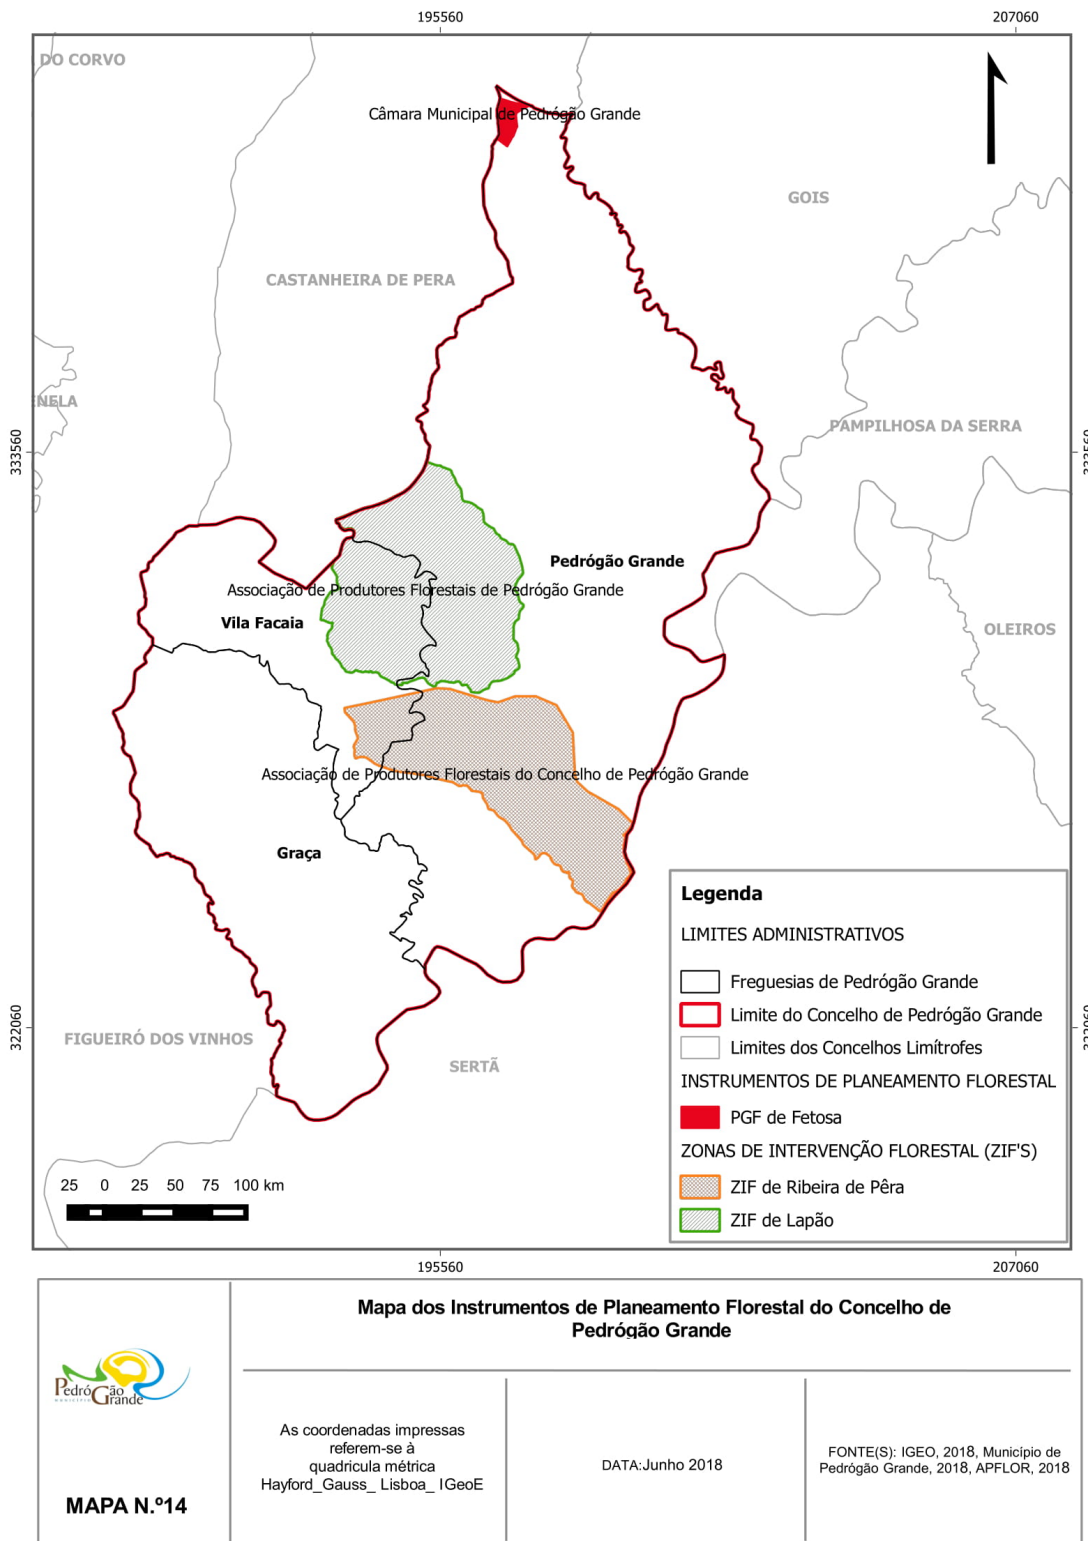 195560
207060
DO CORVO
Câmara Municipal de Pedrógão Grande
GOIS
CASTANHEIRA DE PERA
ENELA
PAMPILHOSA DA SERRA
333560
333560
Pedrógão Grande
Associação de Produtores Florestais de Pedrógão Grande
Vila Facaia
OLEIROS
Associação de Produtores Florestais do Concelho de Pedrógão Grande
Graça
322060
322060
FIGUEIRÓ DOS VINHOS
SERTÃ
Legenda
LIMITES ADMINISTRATIVOS
Freguesias de Pedrógão Grande
Limite do Concelho de Pedrógão Grande
Limites dos Concelhos Limítrofes
INSTRUMENTOS DE PLANEAMENTO FLORESTAL
PGF de Fetosa
ZONAS DE INTERVENÇÃO FLORESTAL (ZIF'S)
ZIF de Ribeira de Pêra
ZIF de Lapão
25 0 25 50 75 100 km
195560
207060
Mapa dos Instrumentos de Planeamento Florestal do Concelho de
Pedrógão Grande
Pedrógão
Grande
MUNICÍPIO
MAPA N.º14
As coordenadas impressas
referem-se à
quadricula métrica
Hayford_Gauss_ Lisboa_ IGeoE
DATA:Junho 2018
FONTE(S): IGEO, 2018, Município de
Pedrógão Grande, 2018, APFLOR, 2018